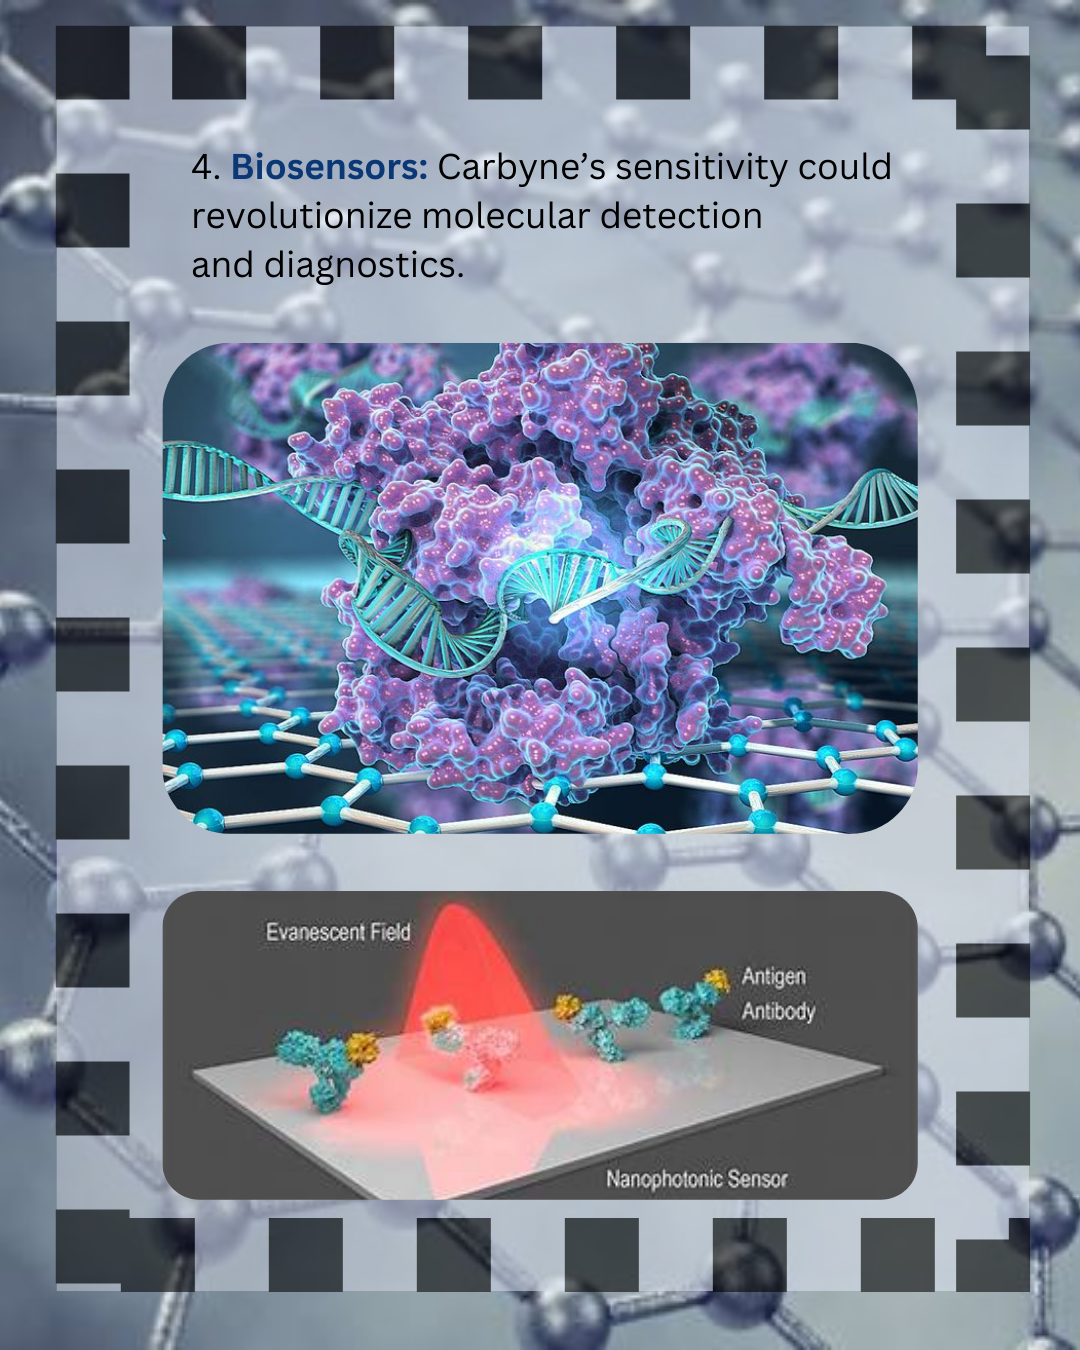 4. Biosensors: Carbyne’s sensitivity could
revolutionize molecular detection
and diagnostics.
Evanescent Field
Antigen
Antibody
Nanophotonic Sensor